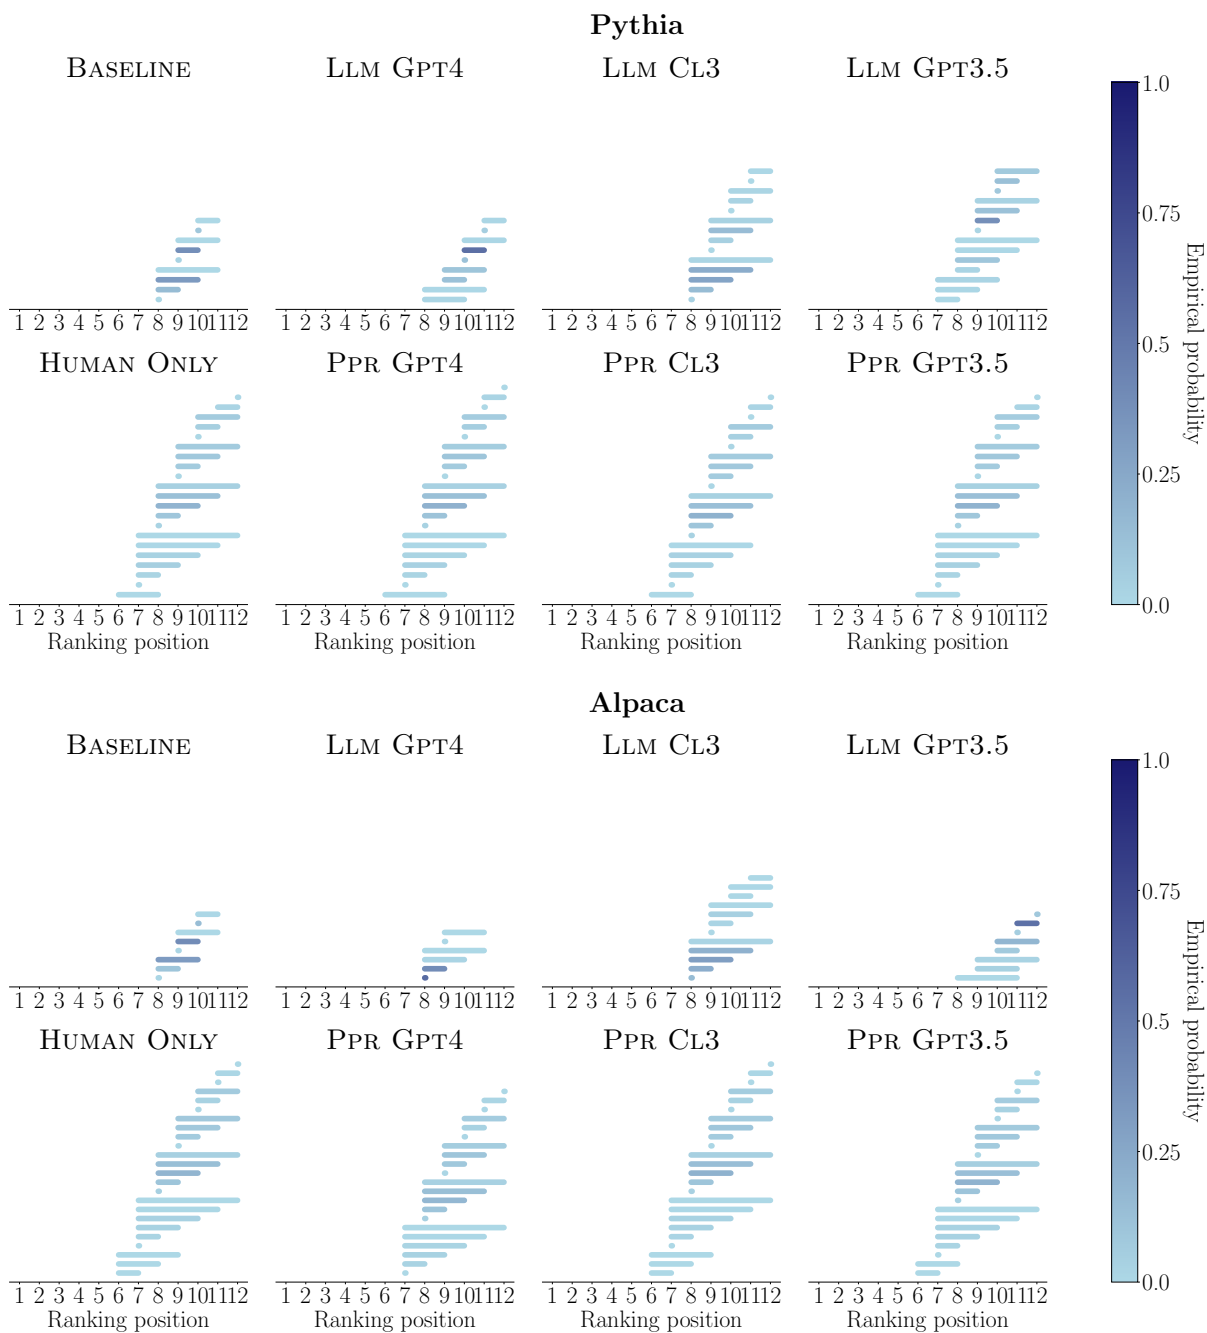 Pythia
BASELINE LLM GPT4 LLM CL3 LLM GPT3.5
1 2 3 4 5 6 7 8 9 10 11 12 1 2 3 4 5 6 7 8 9 10 11 12 1 2 3 4 5 6 7 8 9 10 11 12 1 2 3 4 5 6 7 8 9 10 11 12
HUMAN ONLY PPR GPT4 PPR CL3 PPR GPT3.5
1 2 3 4 5 6 7 8 9 10 11 12 1 2 3 4 5 6 7 8 9 10 11 12 1 2 3 4 5 6 7 8 9 10 11 12 1 2 3 4 5 6 7 8 9 10 11 12
Ranking position Ranking position Ranking position Ranking position
1.0
0.75
0.5
0.25
0.0
Empirical probability
Alpaca
BASELINE LLM GPT4 LLM CL3 LLM GPT3.5
1 2 3 4 5 6 7 8 9 10 11 12 1 2 3 4 5 6 7 8 9 10 11 12 1 2 3 4 5 6 7 8 9 10 11 12 1 2 3 4 5 6 7 8 9 10 11 12
HUMAN ONLY PPR GPT4 PPR CL3 PPR GPT3.5
1 2 3 4 5 6 7 8 9 10 11 12 1 2 3 4 5 6 7 8 9 10 11 12 1 2 3 4 5 6 7 8 9 10 11 12 1 2 3 4 5 6 7 8 9 10 11 12
Ranking position Ranking position Ranking position Ranking position
1.0
0.75
0.5
0.25
0.0
Empirical probability